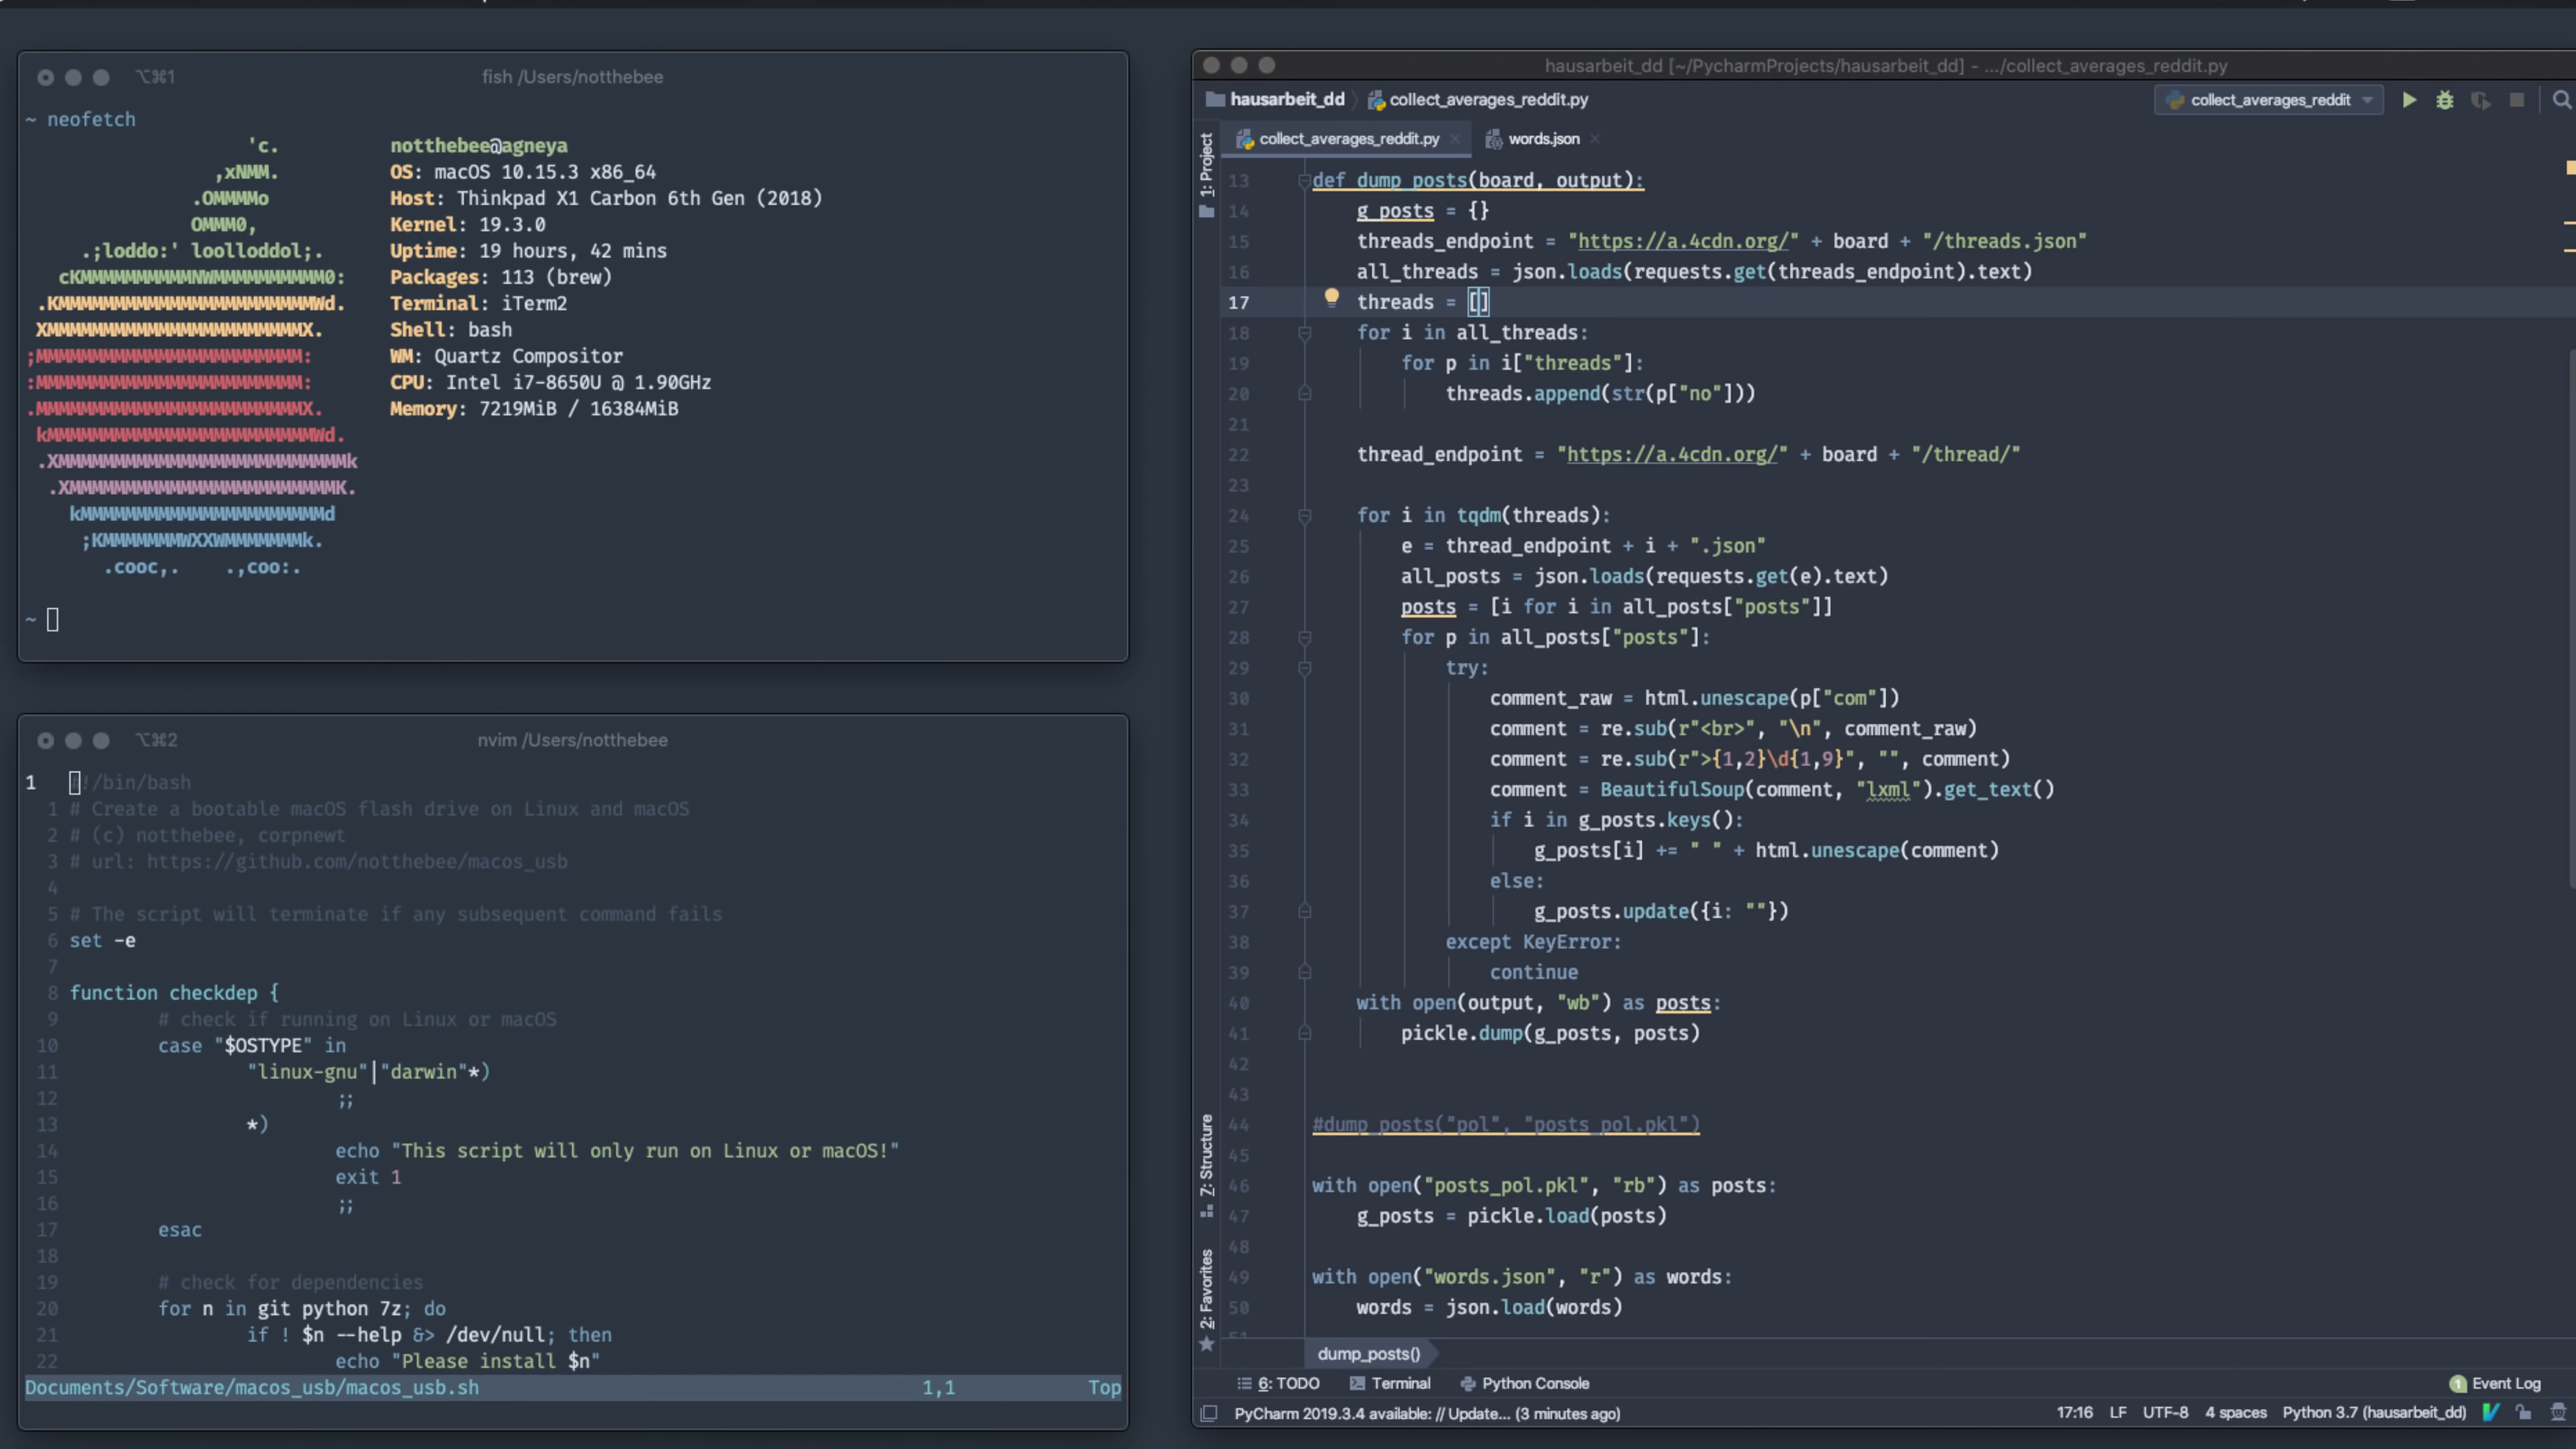 ⌥⌘1
fish /Users/notthebee
~ neofetch
'c.
,xNMM.
.OMMMMo
OMMM0,
.;loddo:' loolloddol;.
cKMMMMMMMMMMNWMMMMMMMMMM0:
.KMMMMMMMMMMMMMMMMMMMMMMMWd.
XMMMMMMMMMMMMMMMMMMMMMMMX.
;MMMMMMMMMMMMMMMMMMMMMMMM:
:MMMMMMMMMMMMMMMMMMMMMMMM:
.MMMMMMMMMMMMMMMMMMMMMMMMX.
kMMMMMMMMMMMMMMMMMMMMMMMMWd.
.XMMMMMMMMMMMMMMMMMMMMMMMMMMk
.XMMMMMMMMMMMMMMMMMMMMMMMMK.
kMMMMMMMMMMMMMMMMMMMMMMd
;KMMMMMMMWXXWMMMMMMMk.
.cooc,. .,coo:.
notthebee@agneya
OS: macOS 10.15.3 x86_64
Host: Thinkpad X1 Carbon 6th Gen (2018)
Kernel: 19.3.0
Uptime: 19 hours, 42 mins
Packages: 113 (brew)
Terminal: iTerm2
Shell: bash
WM: Quartz Compositor
CPU: Intel i7-8650U @ 1.90GHz
Memory: 7219MiB / 16384MiB
~
⌥⌘2
nvim /Users/notthebee
1 #!/bin/bash
1 # Create a bootable macOS flash drive on Linux and macOS
2 # (c) notthebee, corpnewt
3 # url: https://github.com/notthebee/macos_usb
4
5 # The script will terminate if any subsequent command fails
6 set -e
7
8 function checkdep {
9 # check if running on Linux or macOS
10 case "$OSTYPE" in
11 "linux-gnu"|"darwin"*)
12 ;;
13 *)
14 echo "This script will only run on Linux or macOS!"
15 exit 1
16 ;;
17 esac
18
19 # check for dependencies
20 for n in git python 7z; do
21 if ! $n --help &> /dev/null; then
22 echo "Please install $n"
Documents/Software/macos_usb/macos_usb.sh 1,1 Top
hausarbeit_dd [~/PycharmProjects/hausarbeit_dd] - .../collect_averages_reddit.py
hausarbeit_dd collect_averages_reddit.py
collect_averages_reddit
collect_averages_reddit.py words.json
1: Project
13 def dump_posts(board, output):
14 g_posts = {}
15 threads_endpoint = "https://a.4cdn.org/" + board + "/threads.json"
16 all_threads = json.loads(requests.get(threads_endpoint).text)
17 threads = []
18 for i in all_threads:
19 for p in i["threads"]:
20 threads.append(str(p["no"]))
21
22 thread_endpoint = "https://a.4cdn.org/" + board + "/thread/"
23
24 for i in tqdm(threads):
25 e = thread_endpoint + i + ".json"
26 all_posts = json.loads(requests.get(e).text)
27 posts = [i for i in all_posts["posts"]]
28 for p in all_posts["posts"]:
29 try:
30 comment_raw = html.unescape(p["com"])
31 comment = re.sub(r"<br>", "\n", comment_raw)
32 comment = re.sub(r">{1,2}\d{1,9}", "", comment)
33 comment = BeautifulSoup(comment, "lxml").get_text()
34 if i in g_posts.keys():
35 g_posts[i] += " " + html.unescape(comment)
36 else:
37 g_posts.update({i: ""})
38 except KeyError:
39 continue
40 with open(output, "wb") as posts:
41 pickle.dump(g_posts, posts)
42
43
44 #dump_posts("pol", "posts_pol.pkl")
45
46 with open("posts_pol.pkl", "rb") as posts:
47 g_posts = pickle.load(posts)
48
49 with open("words.json", "r") as words:
50 words = json.load(words)
51
Z: Structure
2: Favorites
dump_posts()
6: TODO Terminal Python Console
1 Event Log
PyCharm 2019.3.4 available: // Update... (3 minutes ago)
17:16 LF UTF-8 4 spaces Python 3.7 (hausarbeit_dd)